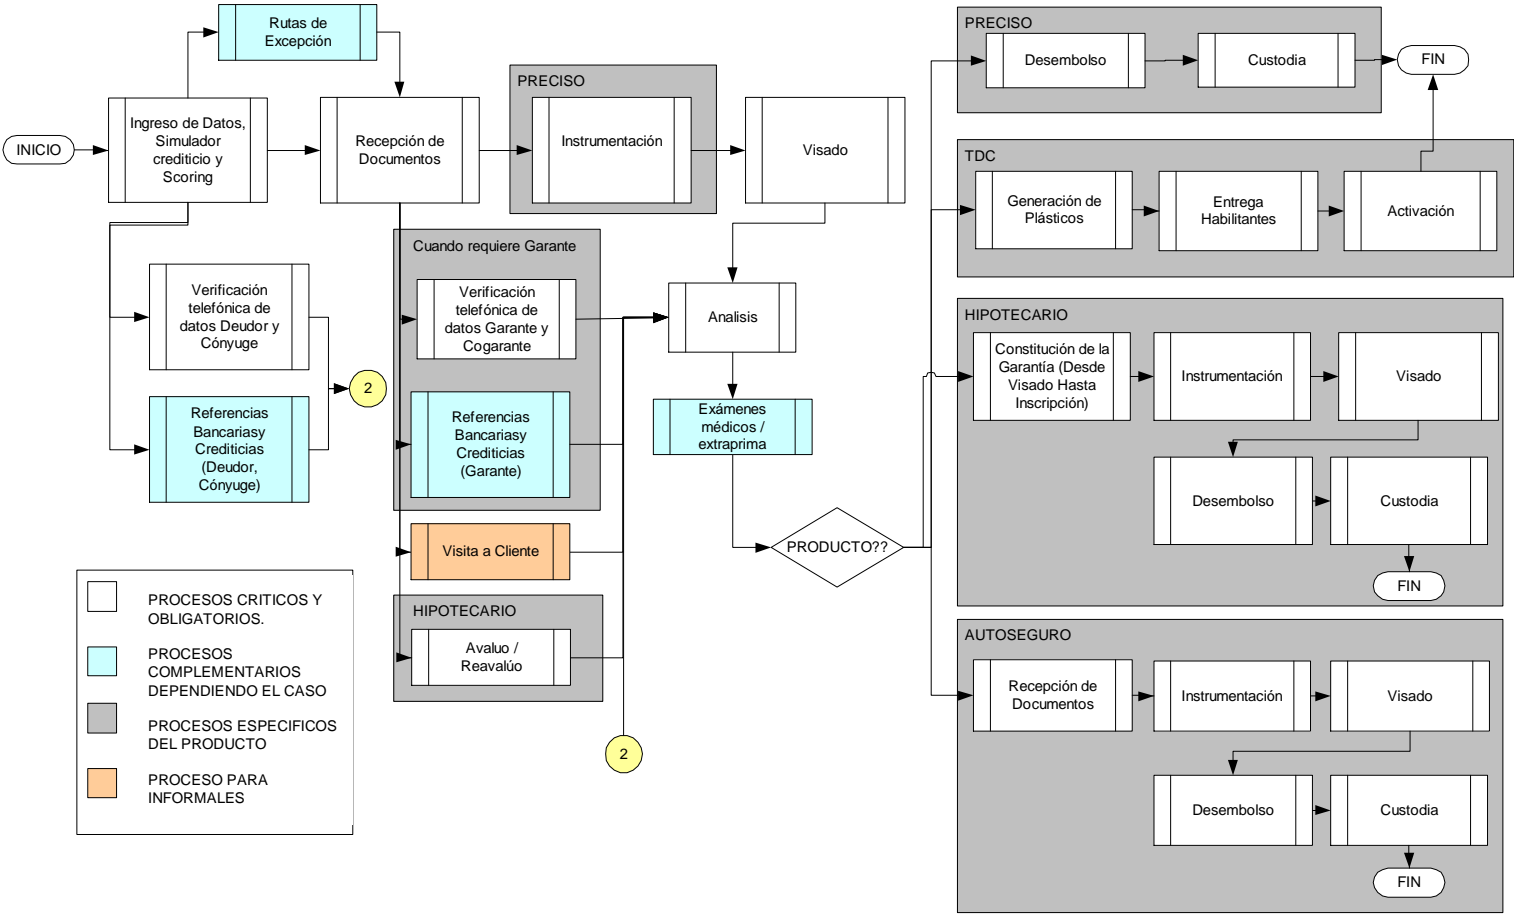 Rutas de
Excepción
INICIO
Ingreso de Datos,
Simulador
crediticio y
Scoring
Recepción de
Documentos
PRECISO
Instrumentación
Visado
Verificación
telefónica de
datos Deudor y
Cónyuge
Referencias
Bancariasy
Crediticias
(Deudor,
Cónyuge)
2
Cuando requiere Garante
Verificación
telefónica de
datos Garante y
Cogarante
Referencias
Bancariasy
Crediticias
(Garante)
Visita a Cliente
HIPOTECARIO
Avaluo /
Reavalúo
2
Analisis
Exámenes
médicos /
extraprima
PRODUCTO??
PRECISO
Desembolso
Custodia
FIN
TDC
Generación de
Plásticos
Entrega
Habilitantes
Activación
HIPOTECARIO
Constitución de la
Garantía (Desde
Visado Hasta
Inscripción)
Instrumentación
Visado
Desembolso
Custodia
FIN
AUTOSEGURO
Recepción de
Documentos
Instrumentación
Visado
Desembolso
Custodia
FIN
PROCESOS CRITICOS Y
OBLIGATORIOS.
PROCESOS
COMPLEMENTARIOS
DEPENDIENDO EL CASO
PROCESOS ESPECIFICOS
DEL PRODUCTO
PROCESO PARA
INFORMALES